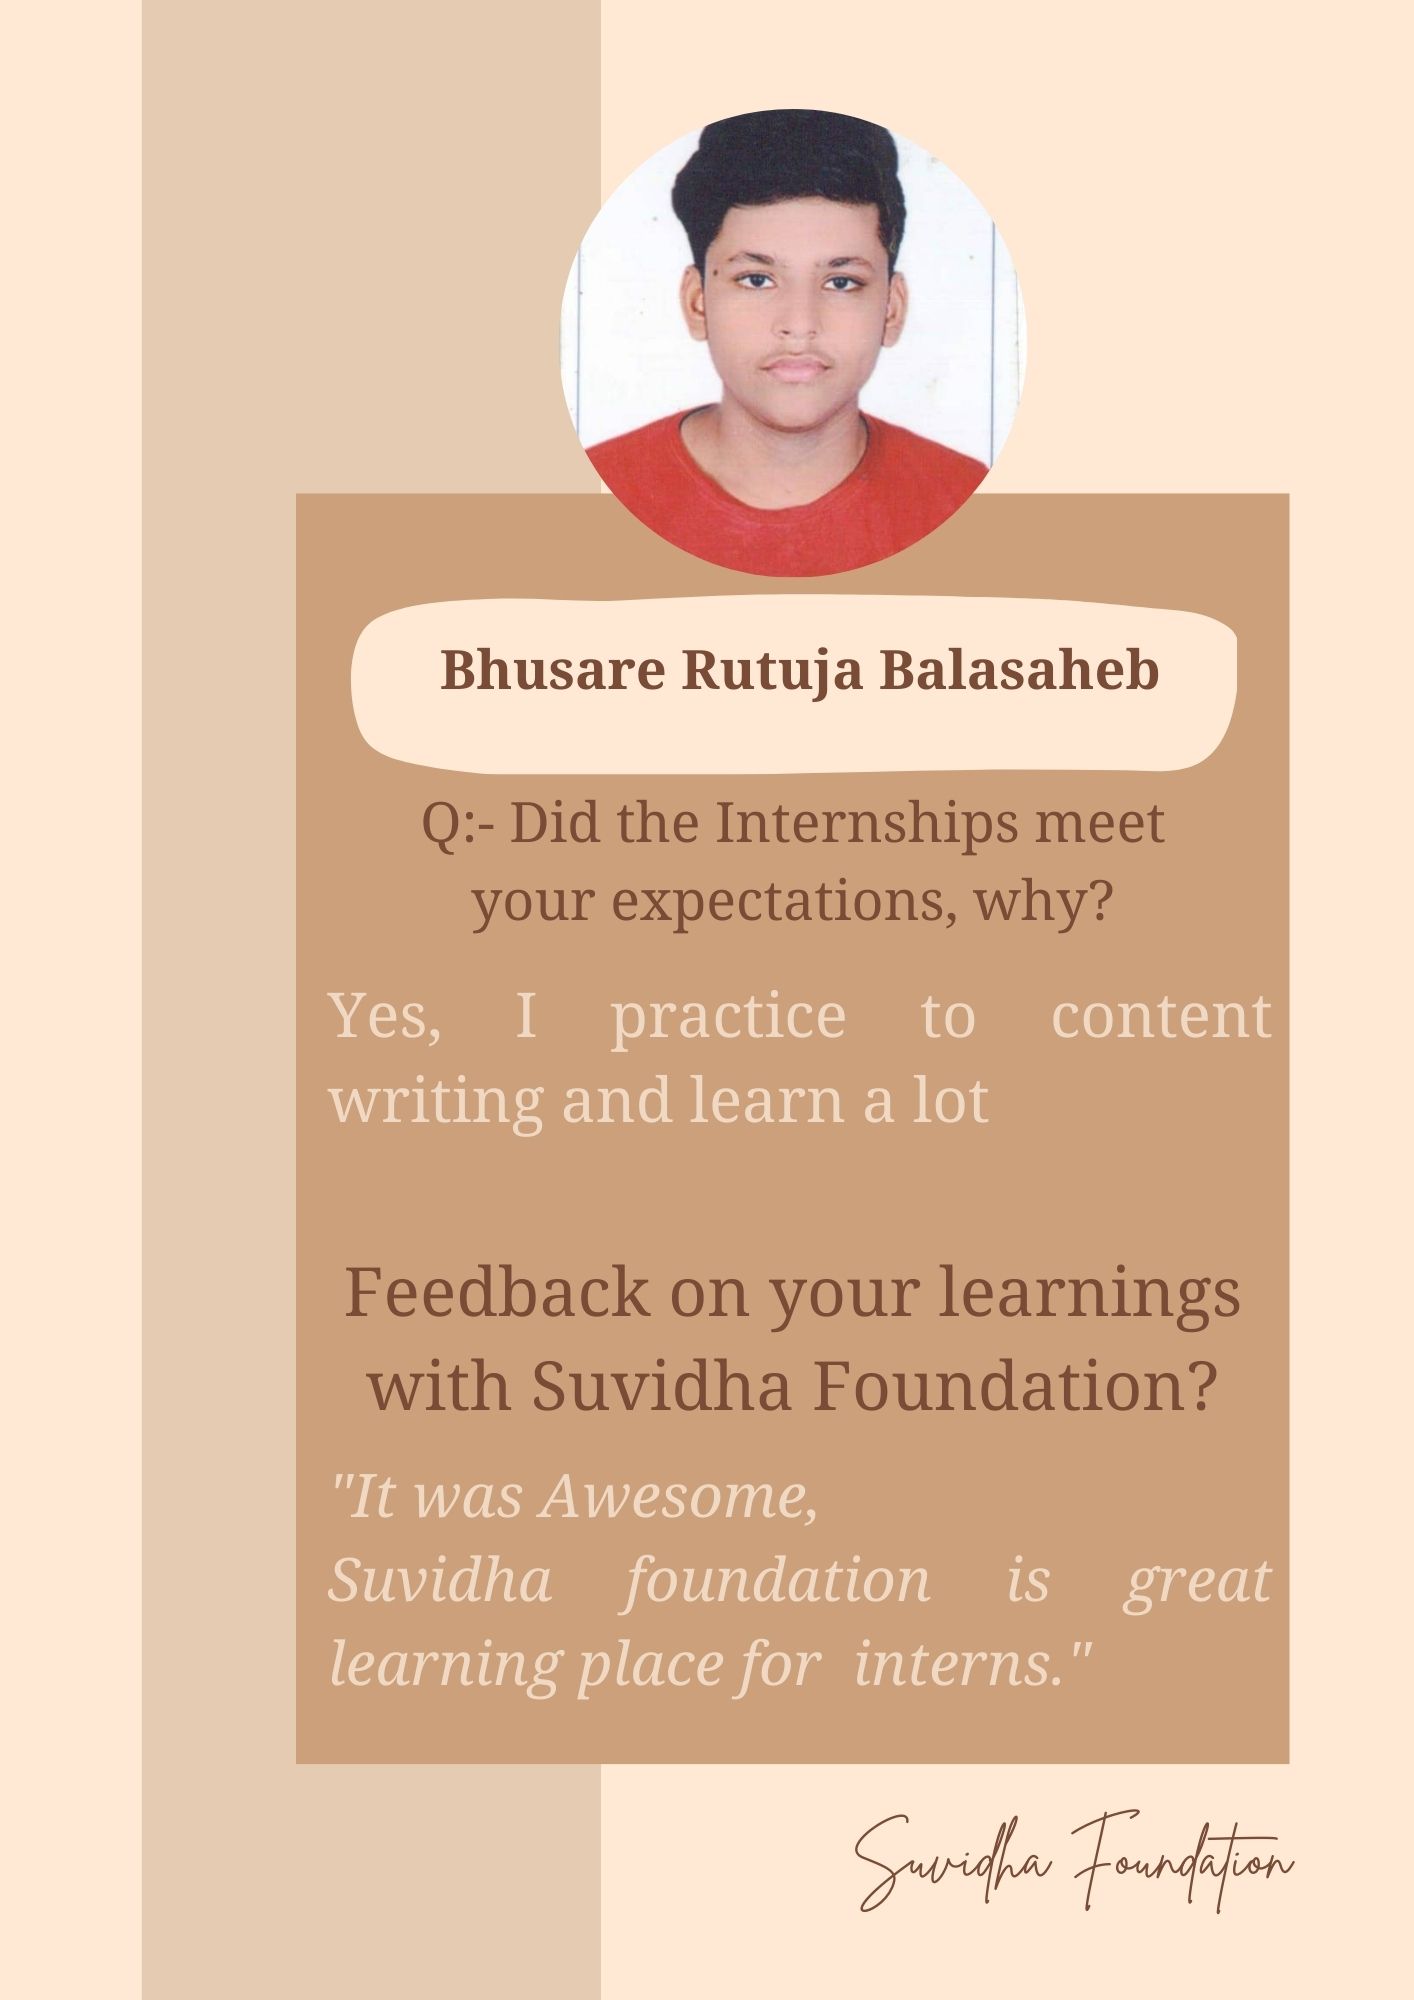 Bhusare Rutuja Balasaheb
Q:- Did the Internships meet
your expectations, why?
Yes, I practice to content
writing and learn a lot
Feedback on your learnings
with Suvidha Foundation?
"It was Awesome,
Suvidha foundation is great
learning place for  interns."
Suvidha Foundation